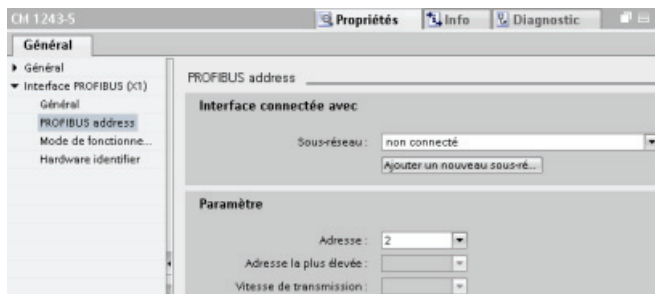 CM 1243-5
Propriétés
Info
Diagnostic
Général
Général
Interface PROFIBUS (X1)
Général
PROFIBUS address
Mode de fonctionne...
Hardware identifier
PROFIBUS address
Interface connectée avec
Sous-réseau : non connecté
Ajouter un nouveau sous-ré...
Paramètre
Adresse : 2
Adresse la plus élevée :
Vitesse de transmission :